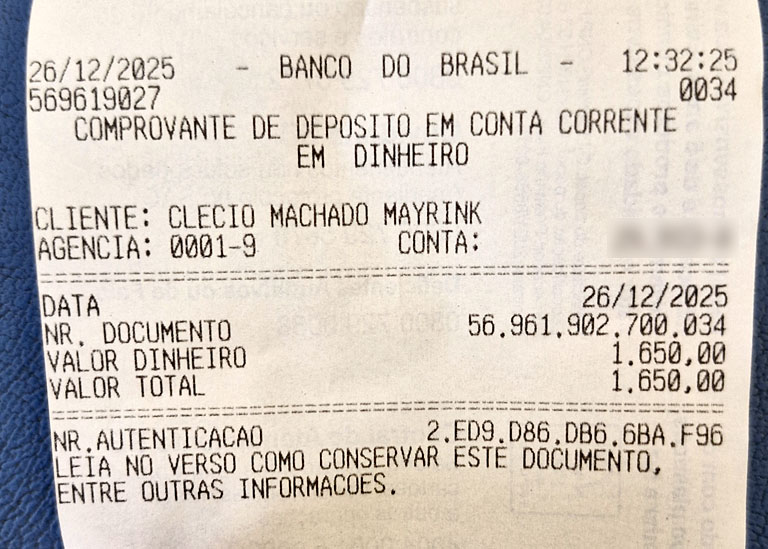 26/12/2025 - BANCO DO BRASIL - 12:32:25
569619027 0034
COMPROVANTE DE DEPOSITO EM CONTA CORRENTE
EM DINHEIRO
CLIENTE: CLECIO MACHADO MAYRINK
AGENCIA: 0001-9 CONTA:
DATA 26/12/2025
NR. DOCUMENTO 56.961.902.700.034
VALOR DINHEIRO 1.650,00
VALOR TOTAL 1.650,00
NR.AUTENTICACAO 2.ED9.D86.DB6.6BA.F96
LEIA NO VERSO COMO CONSERVAR ESTE DOCUMENTO,
ENTRE OUTRAS INFORMACOES.